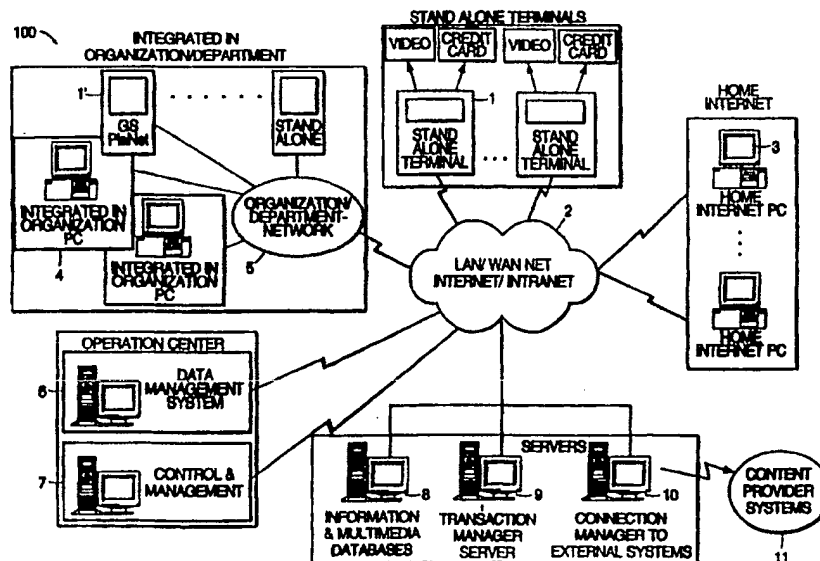 100
INTEGRATED IN
ORGANIZATION/DEPARTMENT
1'
GS
PlaNet
STAND
ALONE
INTEGRATED IN
ORGANIZATION
PC
4
INTEGRATED IN
ORGANIZATION
PC
ORGANIZATION/
DEPARTMENT-
NETWORK
5
STAND ALONE TERMINALS
VIDEO
CREDIT
CARD
VIDEO
CREDIT
CARD
1
STAND
ALONE
TERMINAL
STAND
ALONE
TERMINAL
HOME
INTERNET
3
HOME
INTERNET PC
HOME
INTERNET PC
2
LAN/WAN NET
INTERNET/INTRANET
OPERATION CENTER
6
DATA
MANAGEMENT
SYSTEM
7
CONTROL &
MANAGEMENT
SERVERS
8
INFORMATION
& MULTIMEDIA
DATABASES
9
TRANSACTION
MANAGER
SERVER
10
CONNECTION
MANAGER TO
EXTERNAL SYSTEMS
CONTENT
PROVIDER
SYSTEMS
11